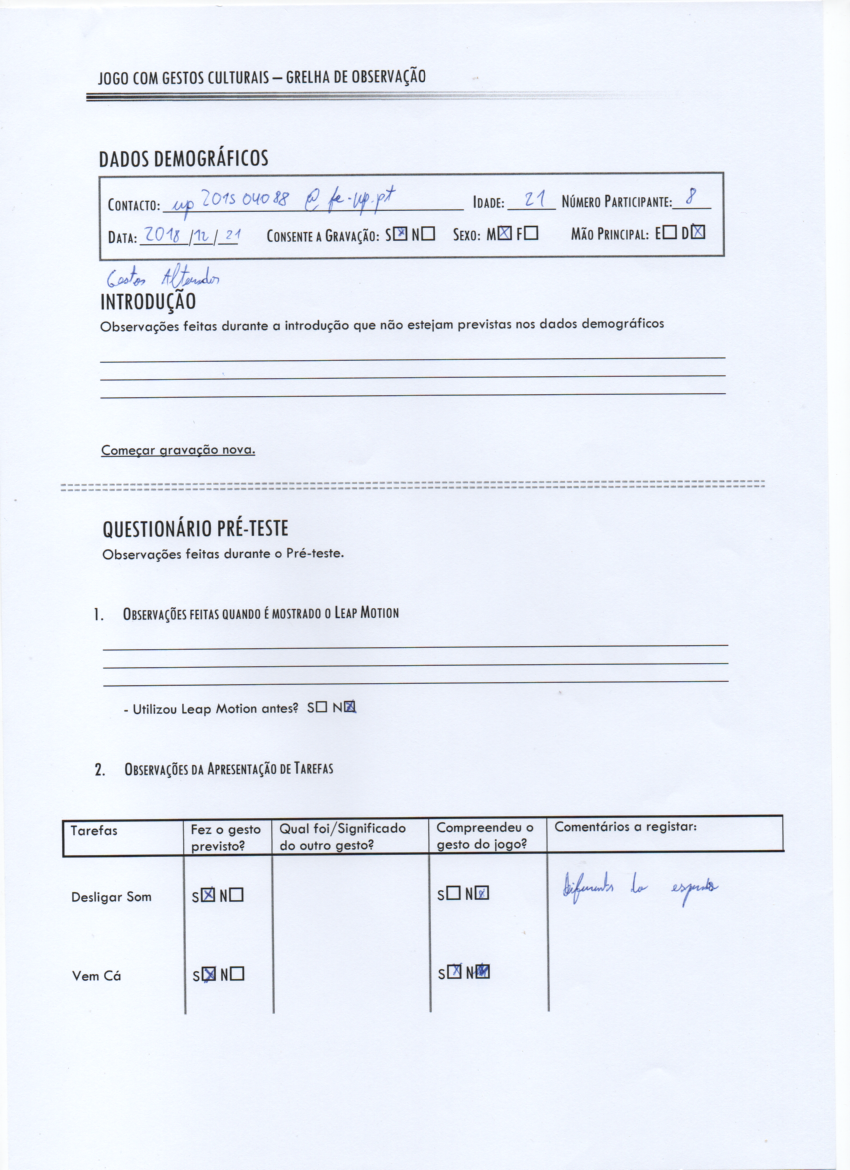 JOGO COM GESTOS CULTURAIS – GRELHA DE OBSERVAÇÃO
DADOS DEMOGRÁFICOS
CONTACTO: up 201504088 @ fe.up.pt IDADE: 21 NÚMERO PARTICIPANTE: 8
DATA: 2018/12/21 CONSENTE A GRAVAÇÃO: S☒ N☐ SEXO: M☒ F☐ MÃO PRINCIPAL: E☐ D☒
Gestos Alterados
INTRODUÇÃO
Observações feitas durante a introdução que não estejam previstas nos dados demográficos
Começar gravação nova.
QUESTIONÁRIO PRÉ-TESTE
Observações feitas durante o Pré-teste.
1. OBSERVAÇÕES FEITAS QUANDO É MOSTRADO O LEAP MOTION
- Utilizou Leap Motion antes? S☐ N☒
2. OBSERVAÇÕES DA APRESENTAÇÃO DE TAREFAS
Tarefas Fez o gesto Qual foi/Significado Compreendeu o Comentários a registar:
previsto? do outro gesto? gesto do jogo?
Desligar Som S☒ N☐ S☐ N☒ Diferentes do esperado
Vem Cá S☒ N☐ S☒ N☒